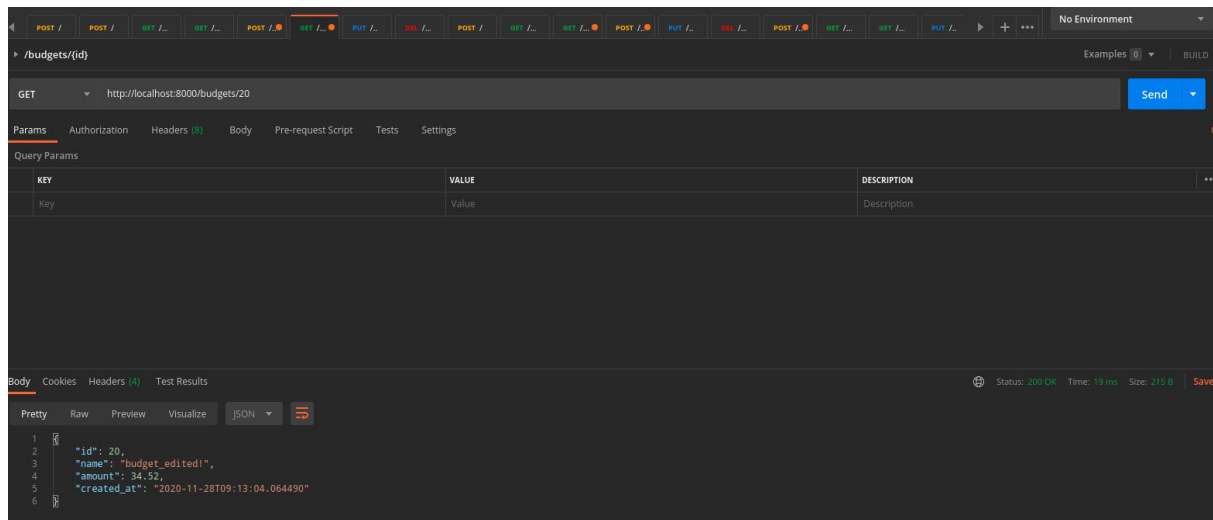 POST / POST / GET /... GET /... POST /.. GET /... PUT /.. DEL /... POST / GET /... GET /... POST /.. PUT /.. DEL /... POST /.. GET /... GET /... PUT /.. + ••• No Environment
/budgets/{id} Examples 0 BUILD
GET http://localhost:8000/budgets/20 Send
Params Authorization Headers (8) Body Pre-request Script Tests Settings
Query Params
KEY VALUE DESCRIPTION
Key Value Description
Body Cookies Headers (4) Test Results Status: 200 OK Time: 19 ms Size: 215 B Save
Pretty Raw Preview Visualize JSON
1 {
2 "id": 20,
3 "name": "budget_edited!",
4 "amount": 34.52,
5 "created_at": "2020-11-28T09:13:04.064490"
6 }